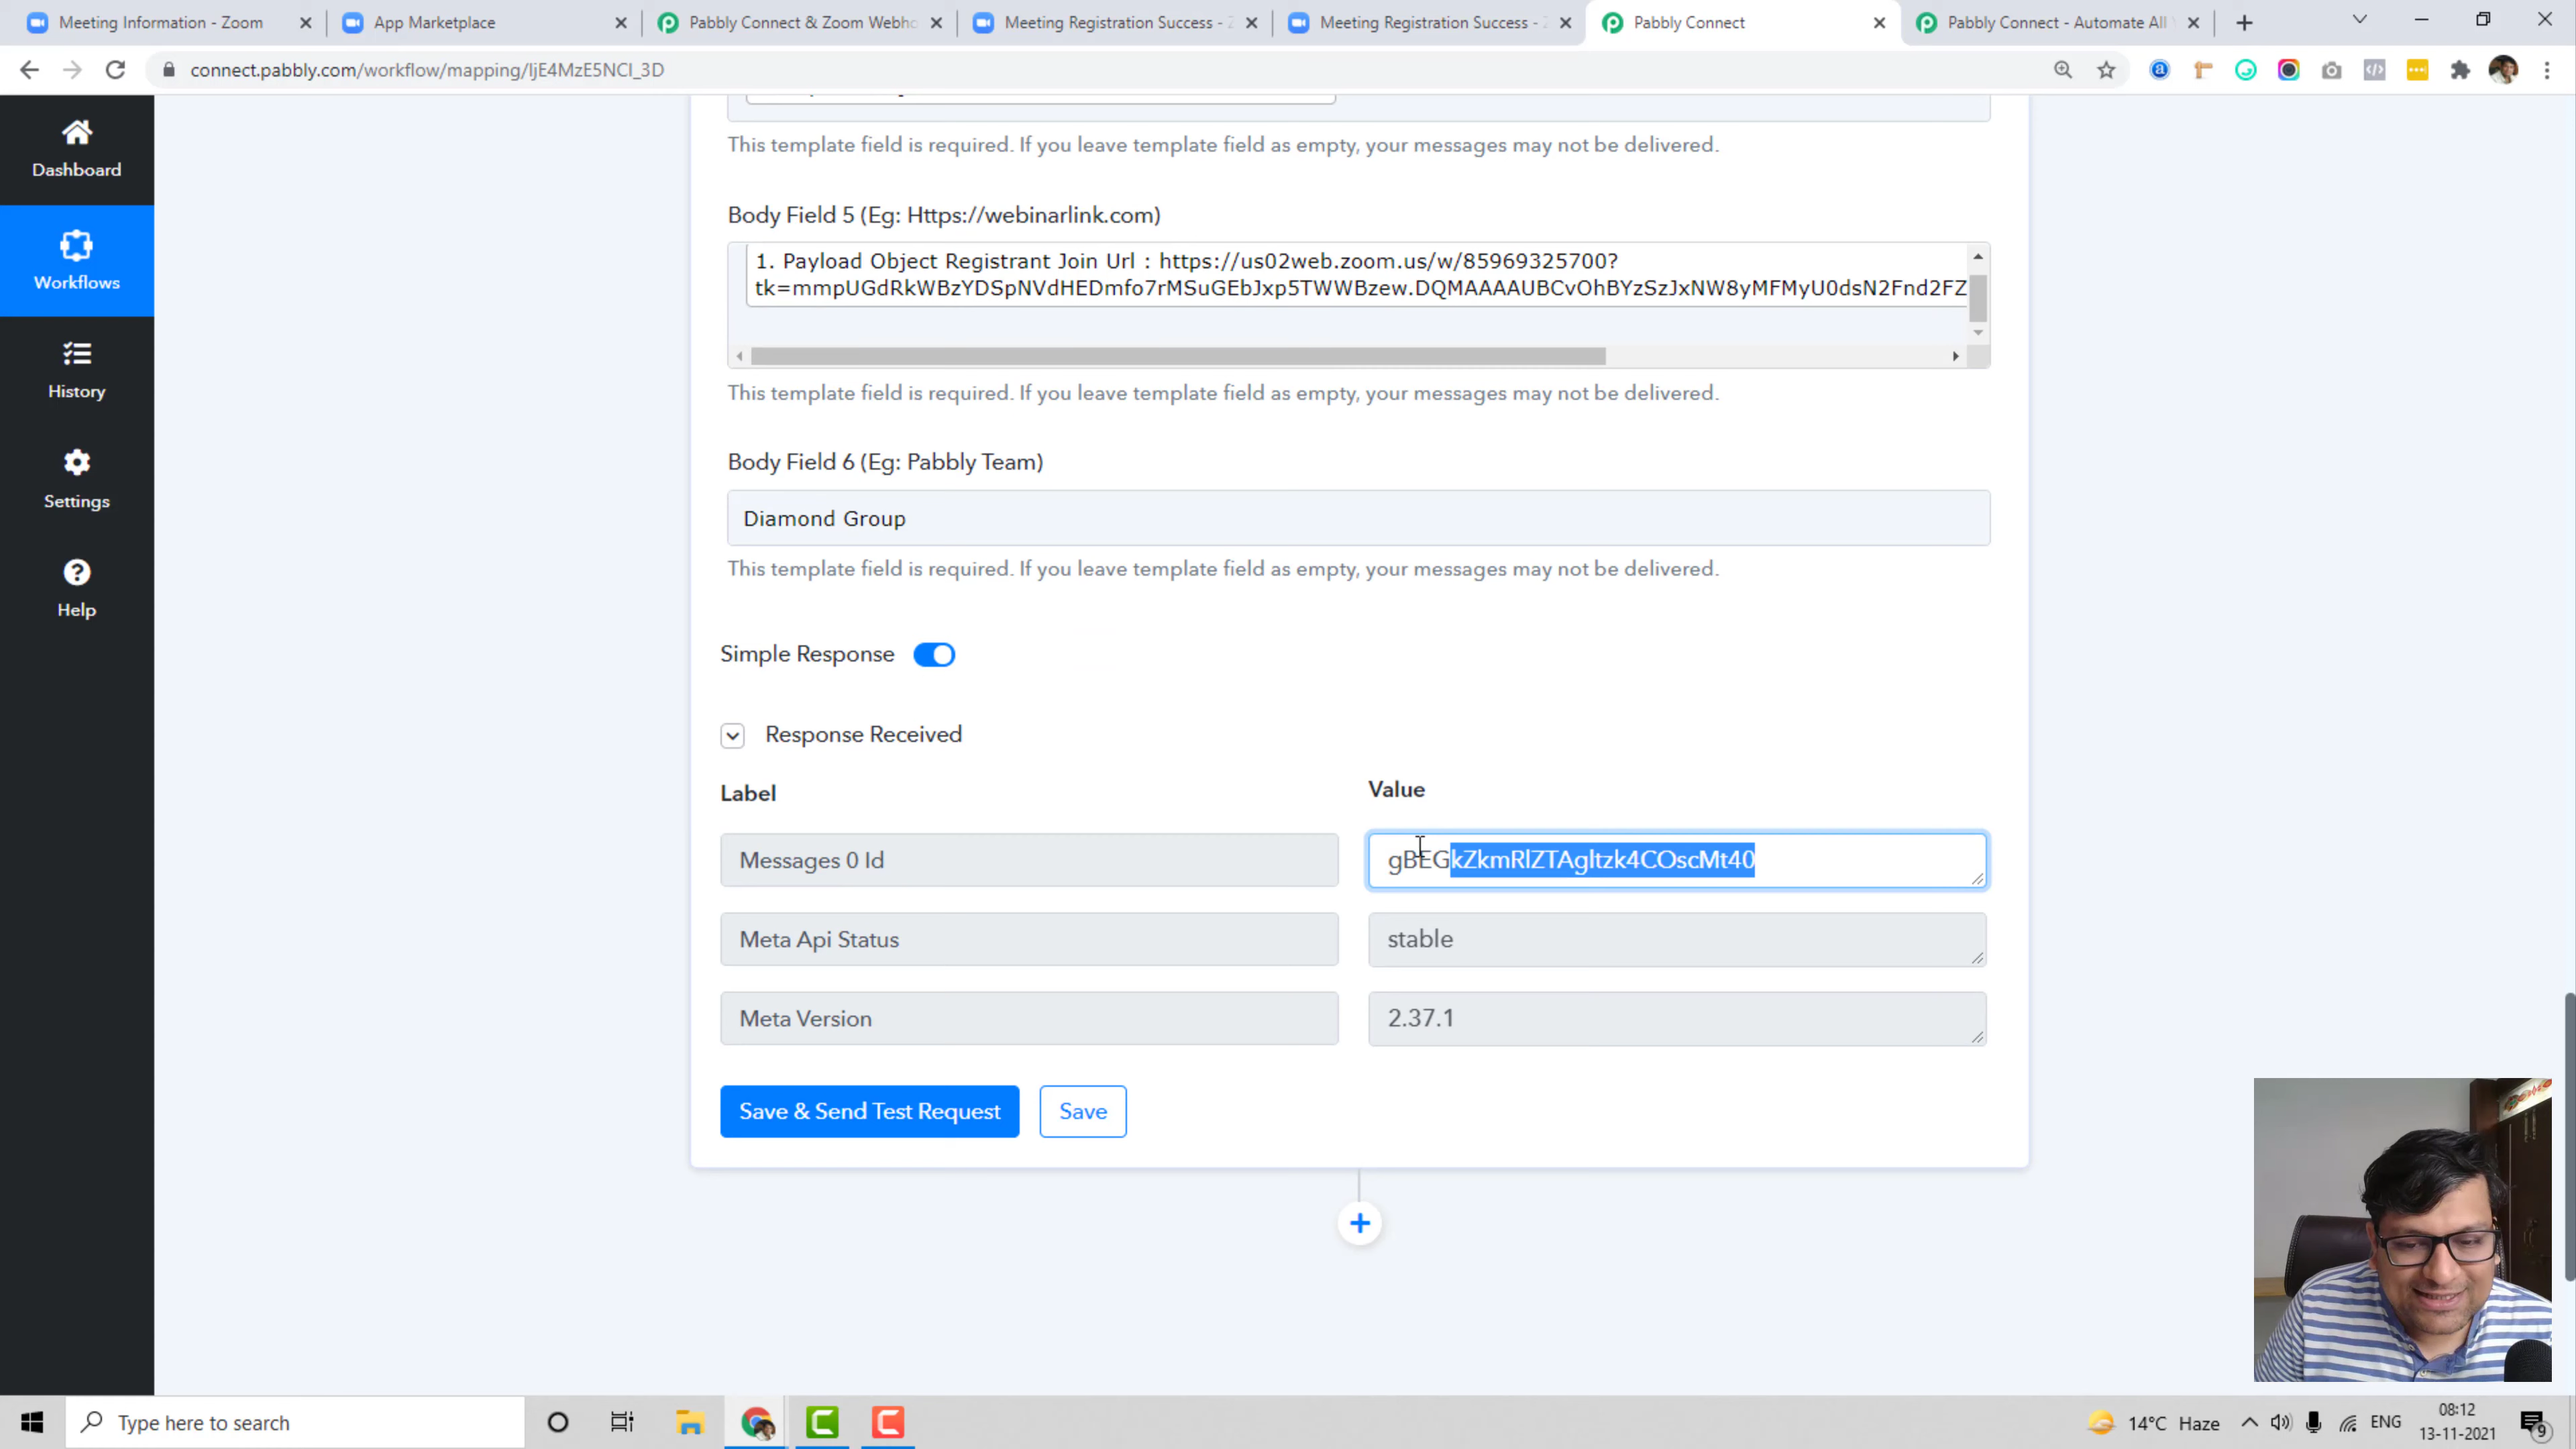 Meeting Information - Zoom
App Marketplace
Pabbly Connect & Zoom Webho
Meeting Registration Success - Z
Meeting Registration Success - Z
Pabbly Connect
Pabbly Connect - Automate All
connect.pabbly.com/workflow/mapping/IjE4MzE5NCI_3D
Dashboard
Workflows
History
Settings
Help
This template field is required. If you leave template field as empty, your messages may not be delivered.
Body Field 5 (Eg: Https://webinarlink.com)
1. Payload Object Registrant Join Url : https://us02web.zoom.us/w/85969325700?
tk=mmpUGdRkWBzYDSpNVdHEDmfo7rMSuGEbJxp5TWWBzew.DQMAAAAUBCvOhBYzSzJxNW8yMFMyU0dsN2Fnd2FZ
This template field is required. If you leave template field as empty, your messages may not be delivered.
Body Field 6 (Eg: Pabbly Team)
Diamond Group
This template field is required. If you leave template field as empty, your messages may not be delivered.
Simple Response
Response Received
Label
Value
Messages 0 Id
gBEGkZkmRlZTAgltzk4COscMt40
Meta Api Status
stable
Meta Version
2.37.1
Save & Send Test Request
Save
Type here to search
14°C Haze
ENG
08:12
13-11-2021
9